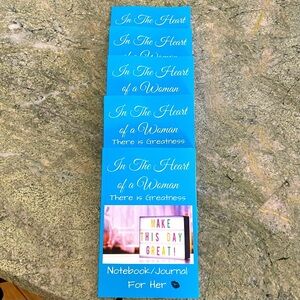 In The Heart
In The Heart
In The Heart
of a Woman
In The Heart
of a Woman
There is Greatness
In The Heart
of a Woman
There is Greatness
MAKE
THIS DAY
GREAT!
Notebook/Journal
For Her